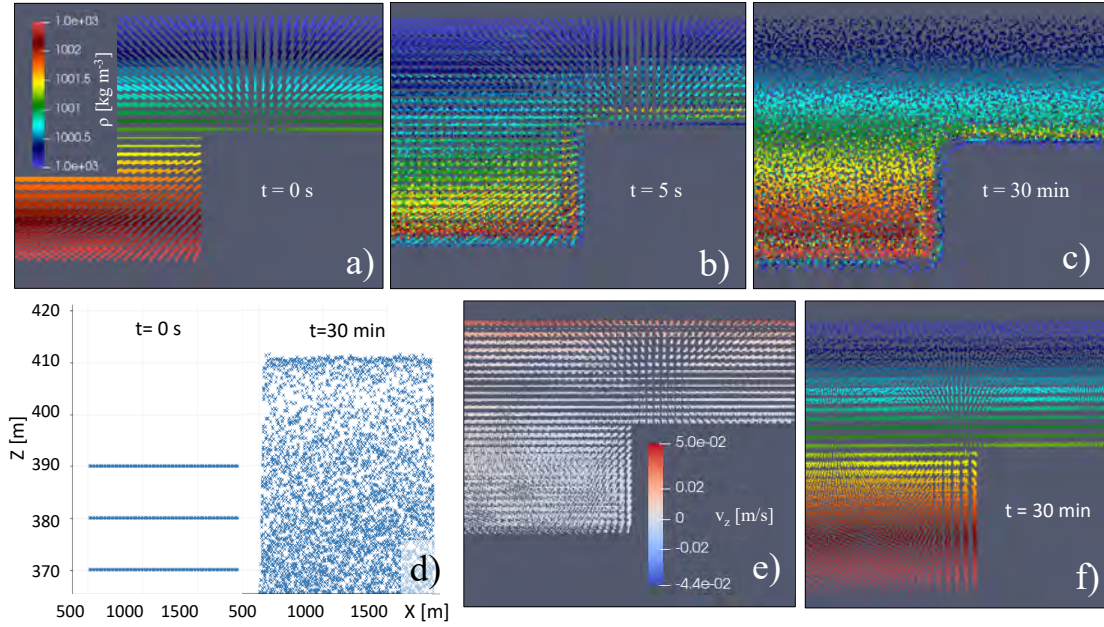 1.0e+03
1002
1001.5
1001
1000.5
1.0e+03
ρ [kg m⁻³]
t = 0 s
a)
t = 5 s
b)
t = 30 min
c)
t= 0 s
t=30 min
420
410
400
390
380
370
Z [m]
500 1000 1500 500 1000 1500 X [m]
d)
5.0e-02
0.02
0
-0.02
-4.4e-02
v_z [m/s]
e)
t = 30 min
f)